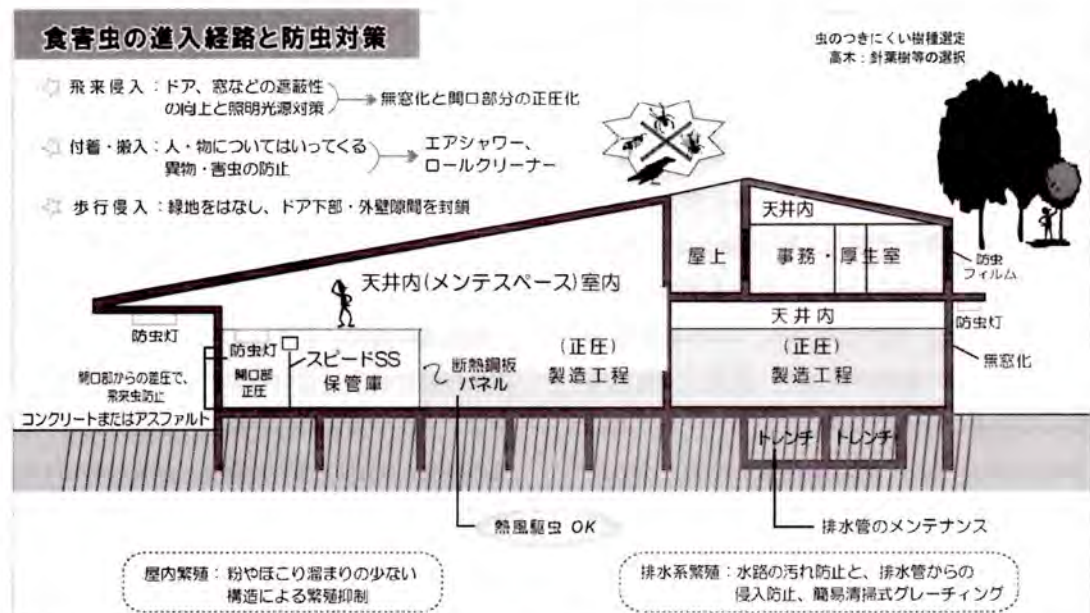 食害虫の進入経路と防虫対策
虫のつきにくい樹種選定
高木：針葉樹等の選択
飛来侵入：ドア、窓などの遮蔽性
の向上と照明光源対策
無窓化と開口部分の正圧化
付着・搬入：人・物についてはいってくる
異物・害虫の防止
エアシャワー、
ロールクリーナー
歩行侵入：緑地をはなし、ドア下部・外壁隙間を封鎖
天井内
屋上
事務・厚生室
防虫
フィルム
天井内(メンテスペース)室内
天井内
防虫灯
防虫灯
防虫灯
スピードSS
保管庫
開口部
正圧
断熱鋼板
パネル
(正圧)
製造工程
(正圧)
製造工程
無窓化
開口部からの差圧で、
飛来虫防止
コンクリートまたはアスファルト
トレンチ
トレンチ
熱風駆虫 OK
排水管のメンテナンス
屋内繁殖：粉やほこり溜まりの少ない
構造による繁殖抑制
排水系繁殖：水路の汚れ防止と、排水管からの
侵入防止、簡易清掃式グレーチング